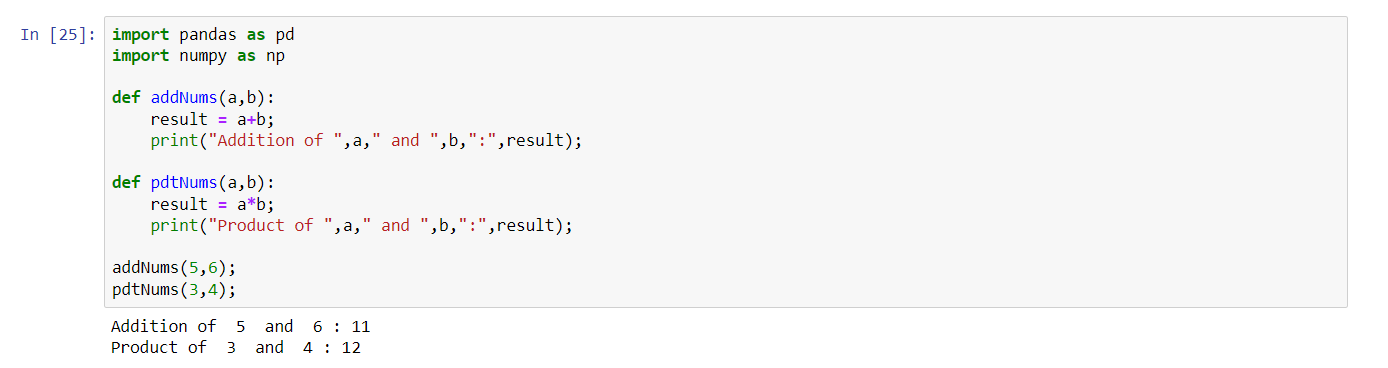 In [25]: import pandas as pd
import numpy as np
def addNums(a,b):
    result = a+b;
    print("Addition of ",a," and ",b,":",result);
def pdtNums(a,b):
    result = a*b;
    print("Product of ",a," and ",b,":",result);
addNums(5,6);
pdtNums(3,4);
Addition of  5  and  6 : 11
Product of  3  and  4 : 12